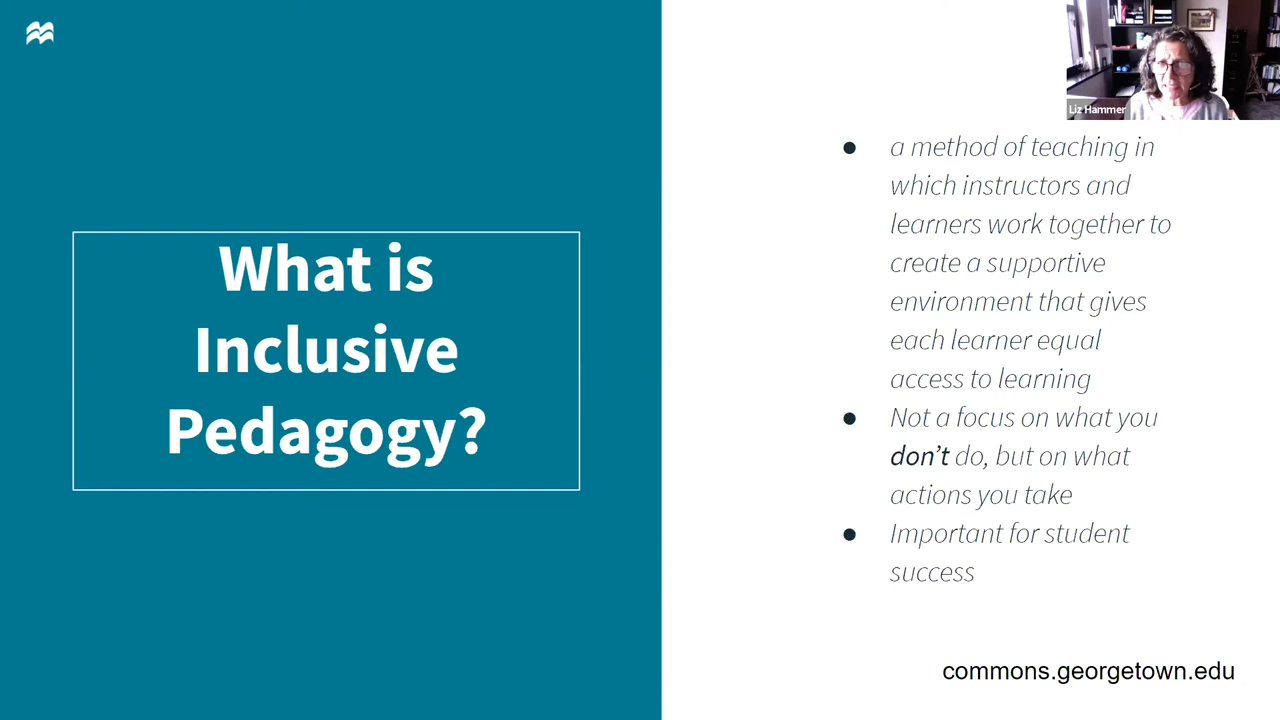 What is
Inclusive
Pedagogy?
Liz Hammer
● a method of teaching in
which instructors and
learners work together to
create a supportive
environment that gives
each learner equal
access to learning
● Not a focus on what you
don't do, but on what
actions you take
● Important for student
success
commons.georgetown.edu